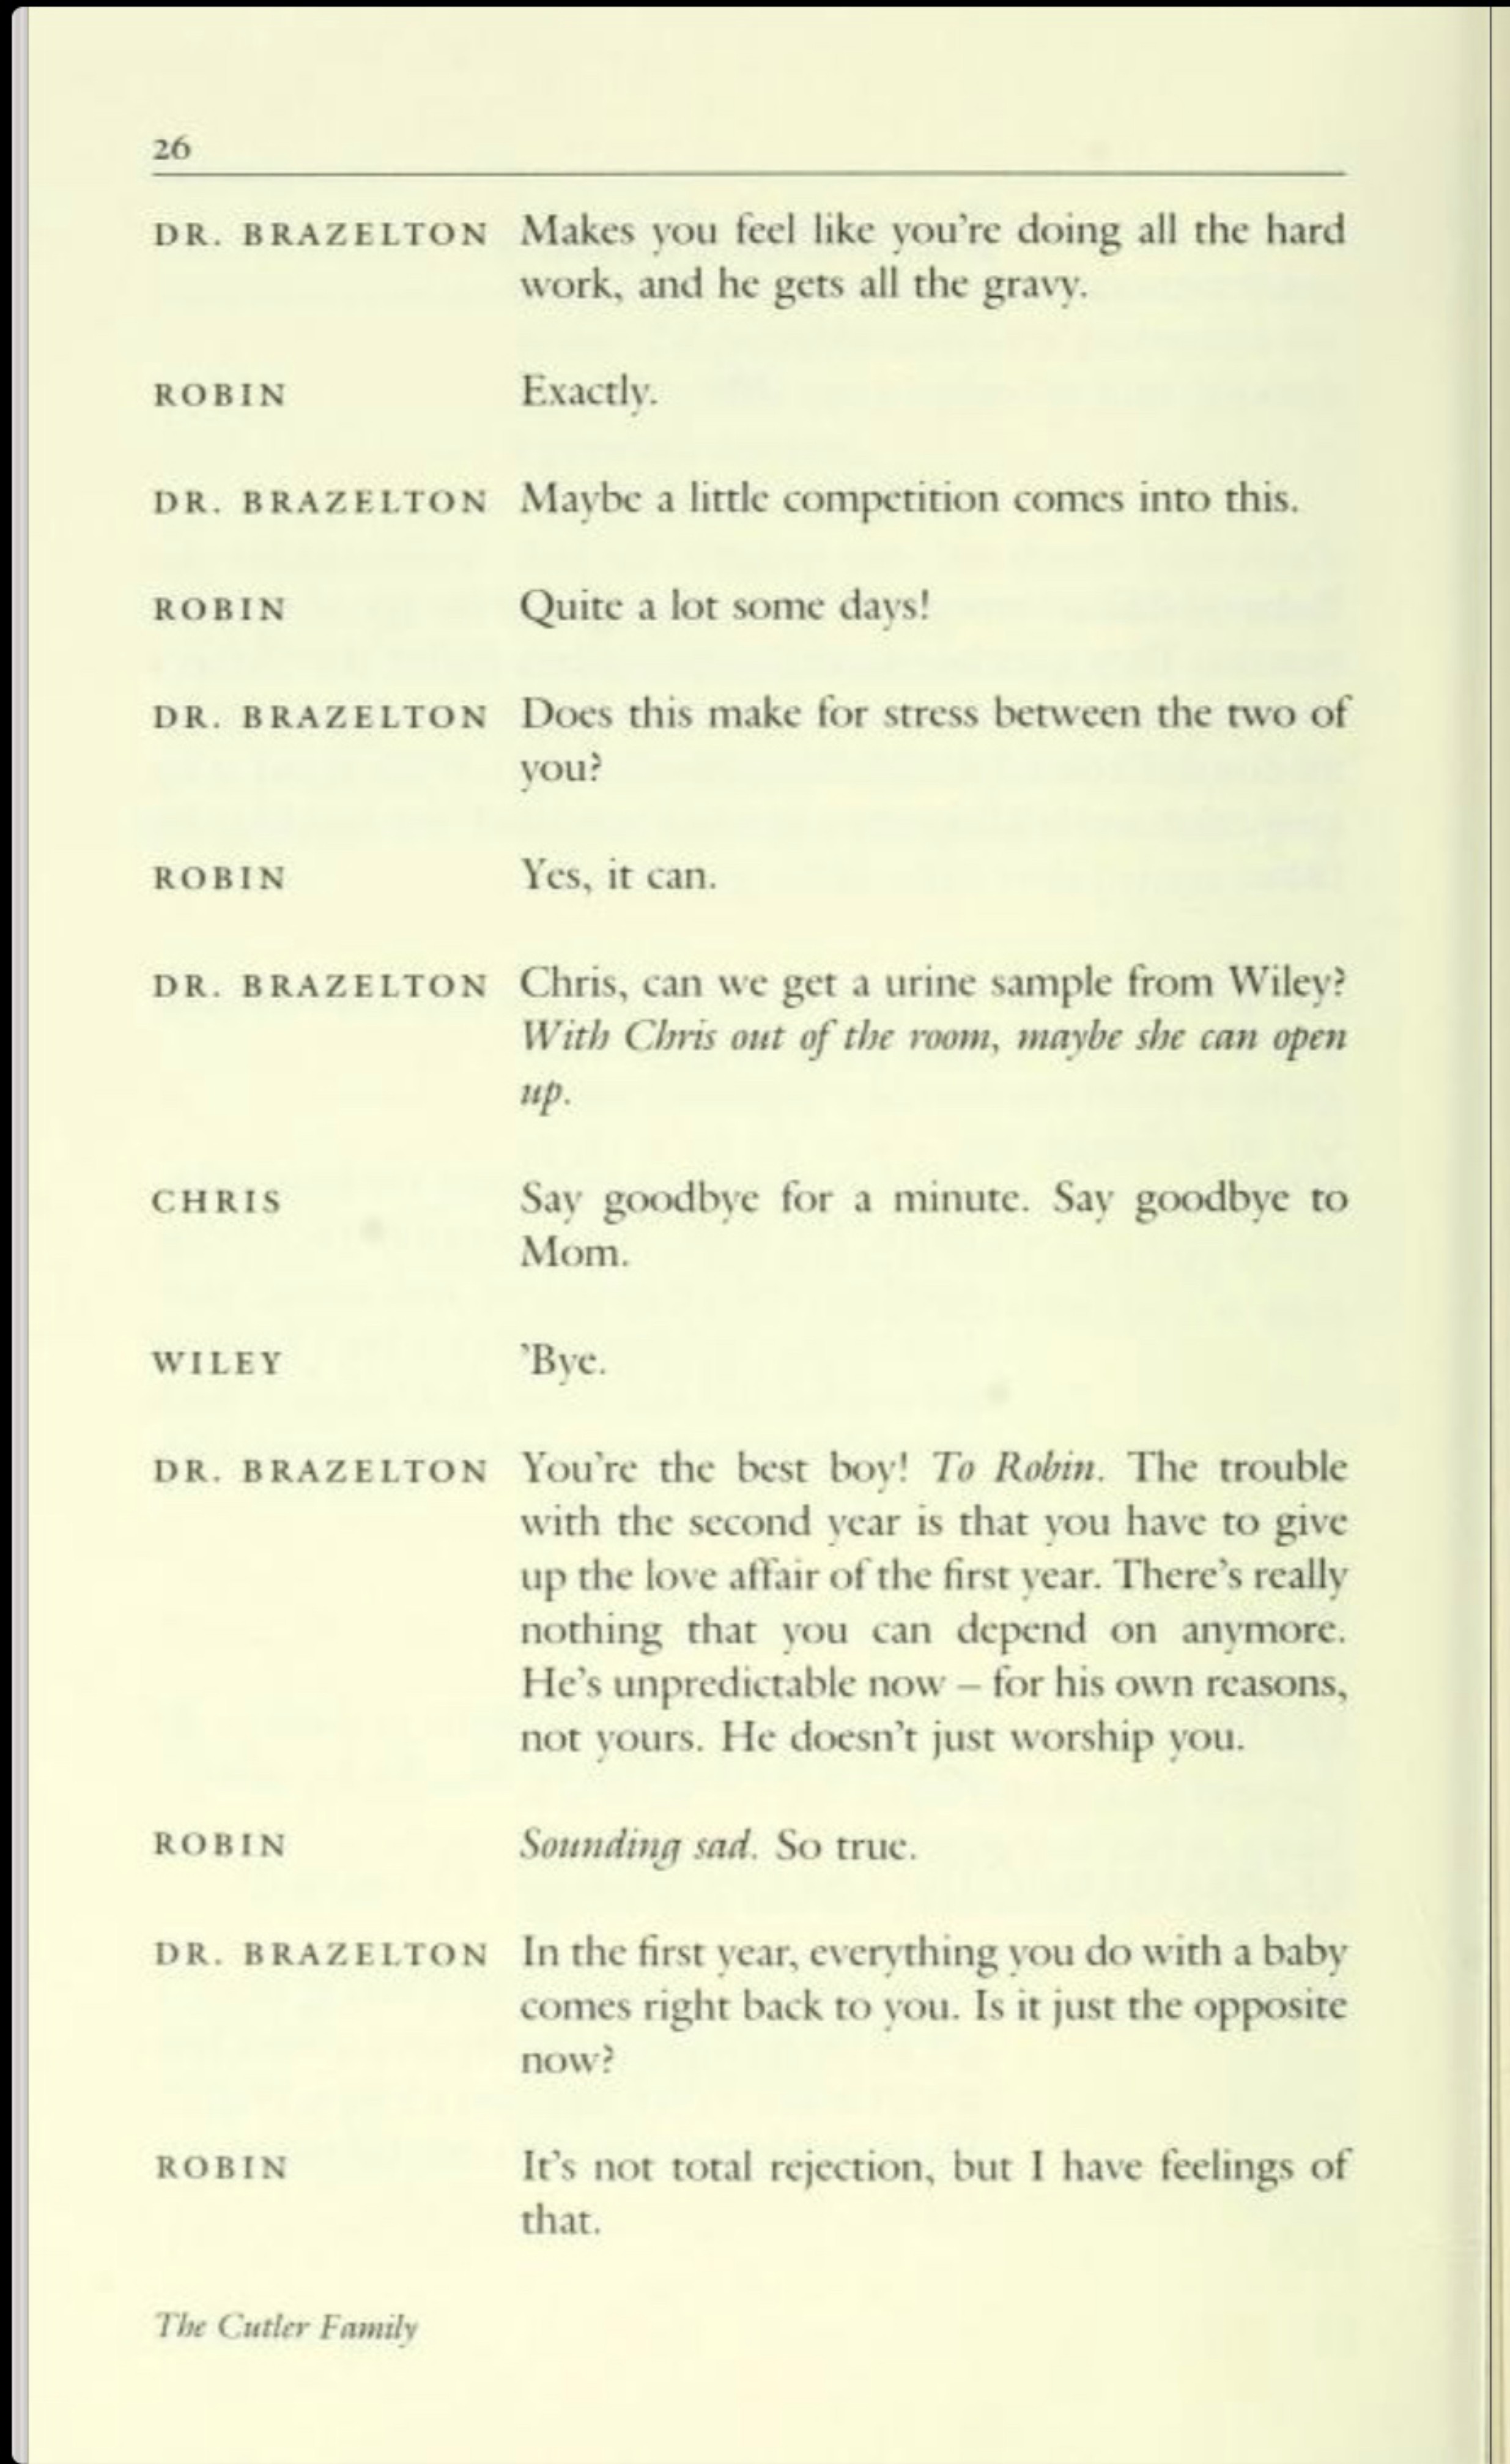 26
DR. BRAZELTON Makes you feel like you're doing all the hard
work, and he gets all the gravy.
ROBIN Exactly.
DR. BRAZELTON Maybe a little competition comes into this.
ROBIN Quite a lot some days!
DR. BRAZELTON Does this make for stress between the two of
you?
ROBIN Yes, it can.
DR. BRAZELTON Chris, can we get a urine sample from Wiley?
With Chris out of the room, maybe she can open
up.
CHRIS Say goodbye for a minute. Say goodbye to
Mom.
WILEY 'Bye.
DR. BRAZELTON You're the best boy! To Robin. The trouble
with the second year is that you have to give
up the love affair of the first year. There's really
nothing that you can depend on anymore.
He's unpredictable now – for his own reasons,
not yours. He doesn't just worship you.
ROBIN Sounding sad. So true.
DR. BRAZELTON In the first year, everything you do with a baby
comes right back to you. Is it just the opposite
now?
ROBIN It's not total rejection, but I have feelings of
that.
The Cutler Family